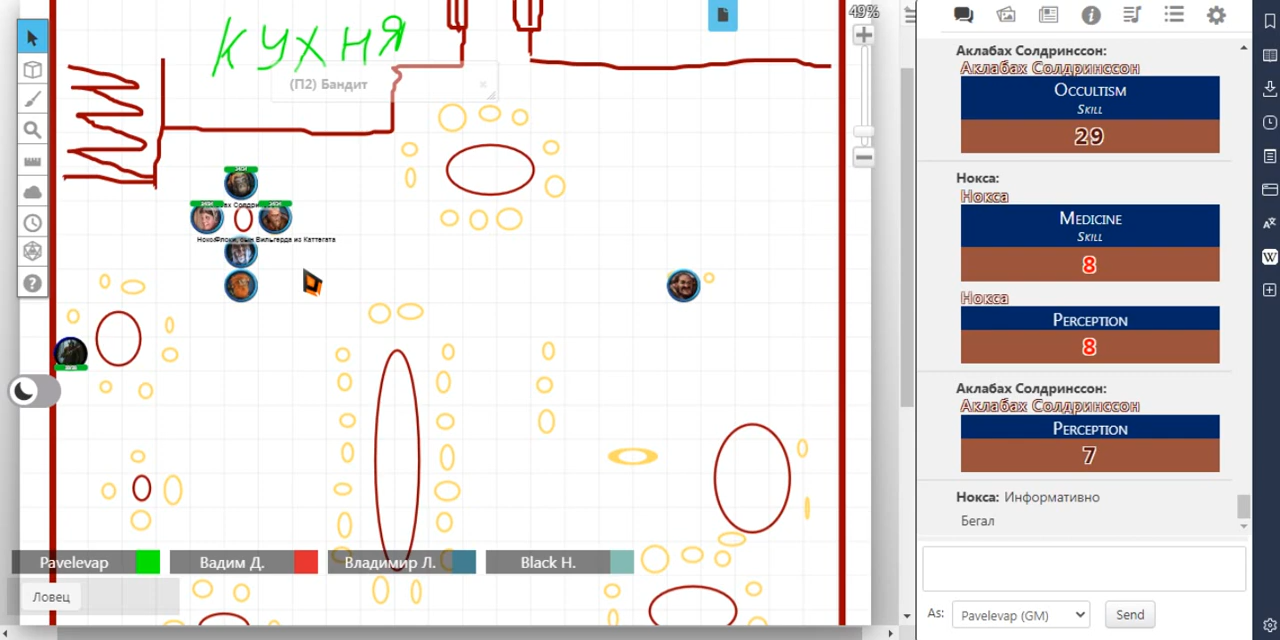 КУХНЯ
(П2) Бандит
49%
Pavelevap
Вадим Д.
Владимир Л.
Black H.
Ловец
Аклабах Солдринссон:
Аклабах Солдринссон
OCCULTISM
SKILL
29
Нокса:
Нокса
MEDICINE
SKILL
8
Нокса
PERCEPTION
8
Аклабах Солдринссон:
Аклабах Солдринссон
PERCEPTION
7
Нокса: Информативно
Бегал
As:
Pavelevap (GM)
Send